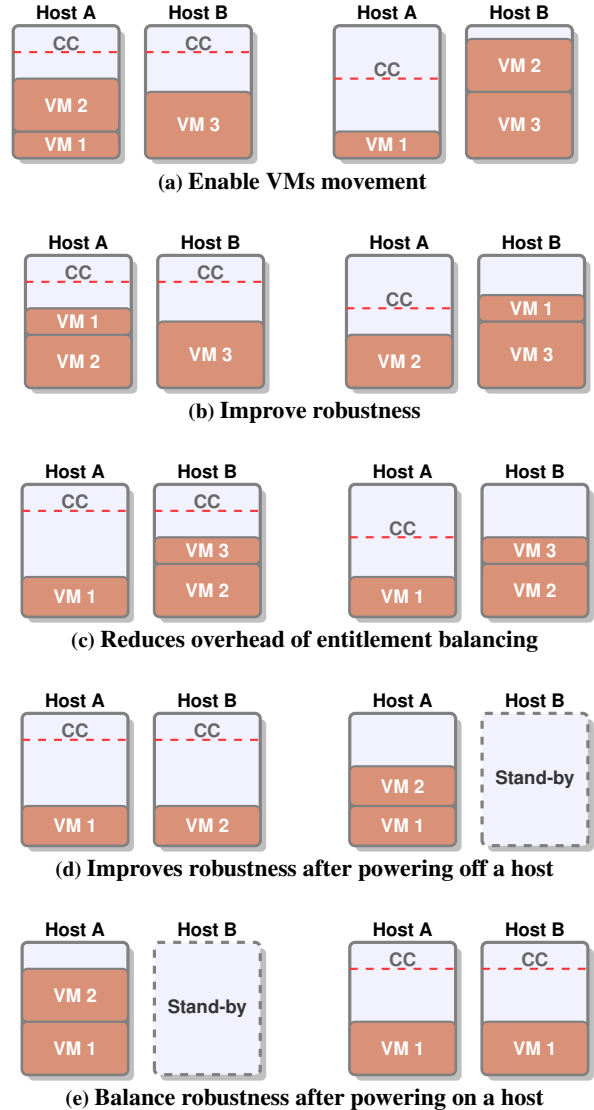 Host A Host B Host A Host B
CC CC
VM 2 VM 2
CC
VM 3 VM 3
VM 1 VM 1
(a) Enable VMs movement
Host A Host B Host A Host B
CC CC
CC VM 1
VM 1
VM 2 VM 3 VM 2 VM 3
(b) Improve robustness
Host A Host B Host A Host B
CC CC
CC
VM 3 VM 3
VM 1 VM 2 VM 1 VM 2
(c) Reduces overhead of entitlement balancing
Host A Host B Host A Host B
CC CC
VM 2 Stand-by
VM 1 VM 2 VM 1
(d) Improves robustness after powering off a host
Host A Host B Host A Host B
CC CC
VM 2 Stand-by
VM 1 VM 1 VM 1
(e) Balance robustness after powering on a host